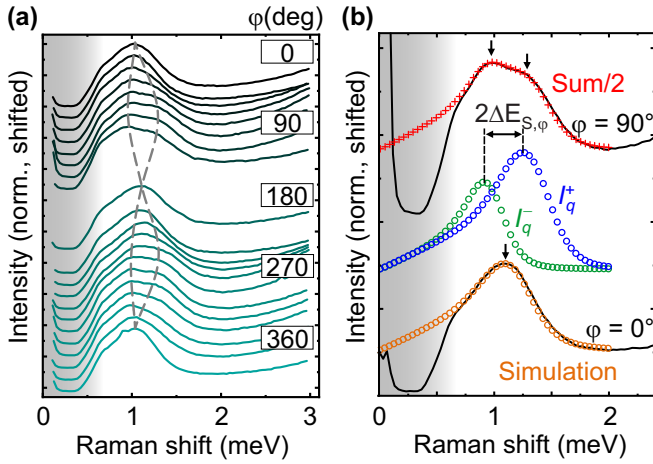 (a)
φ(deg)
Intensity (norm., shifted)
0
90
180
270
360
0 1 2 3
Raman shift (meV)
(b)
Intensity (norm., shifted)
Sum/2
2ΔE_{S,φ}
φ = 90°
I_q^-
I_q^+
φ = 0°
Simulation
0 1 2
Raman shift (meV)